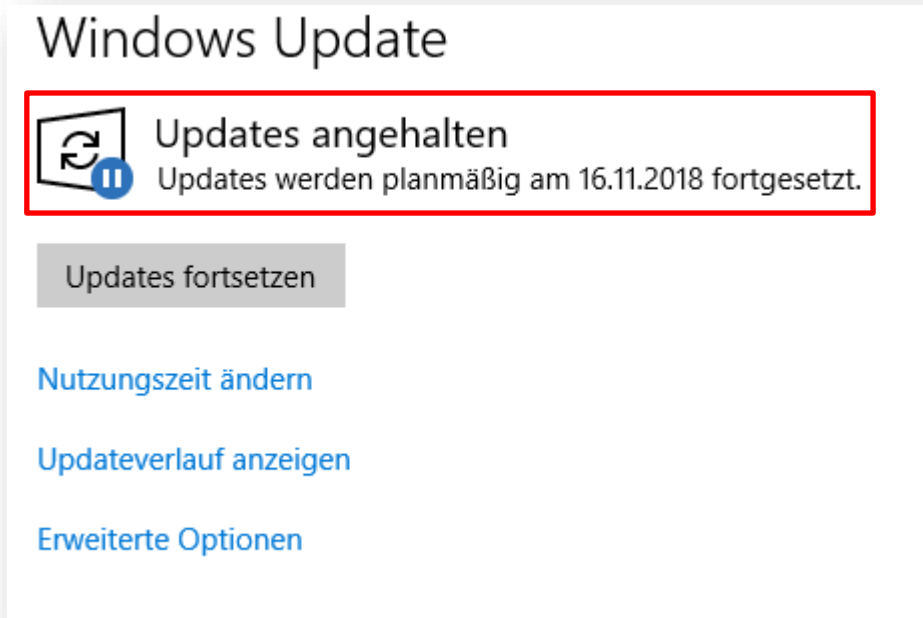 Windows Update
Updates angehalten
Updates werden planmäßig am 16.11.2018 fortgesetzt.
Updates fortsetzen
Nutzungszeit ändern
Updateverlauf anzeigen
Erweiterte Optionen